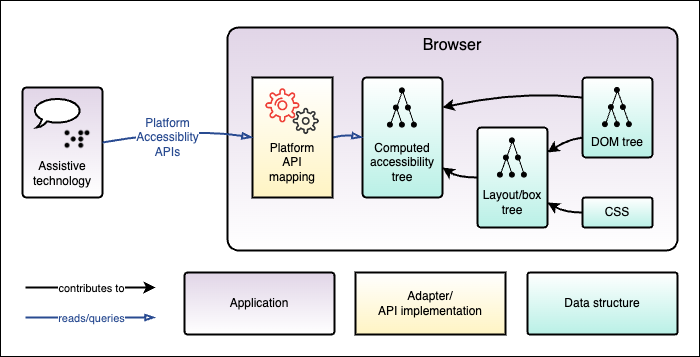 Browser
Platform
Accessiblity
APIs
Assistive
technology
Platform
API
mapping
Computed
accessibility
tree
DOM tree
Layout/box
tree
CSS
contributes to
reads/queries
Application
Adapter/
API implementation
Data structure